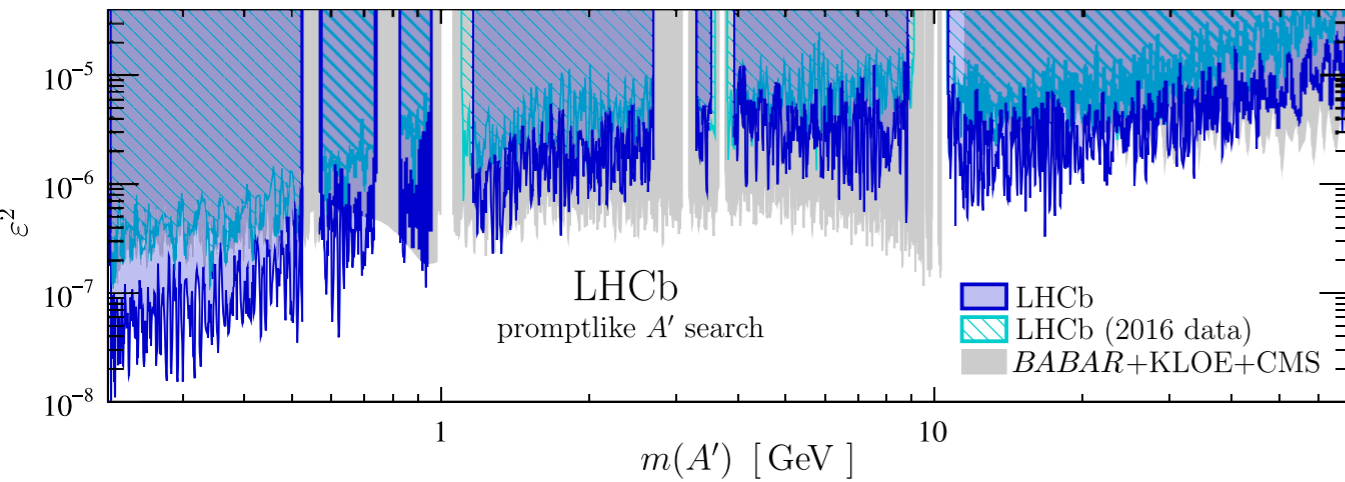 ε²
10⁻⁵
10⁻⁶
10⁻⁷
10⁻⁸
LHCb
promptlike A′ search
LHCb
LHCb (2016 data)
BABAR+KLOE+CMS
1
10
m(A′) [ GeV ]